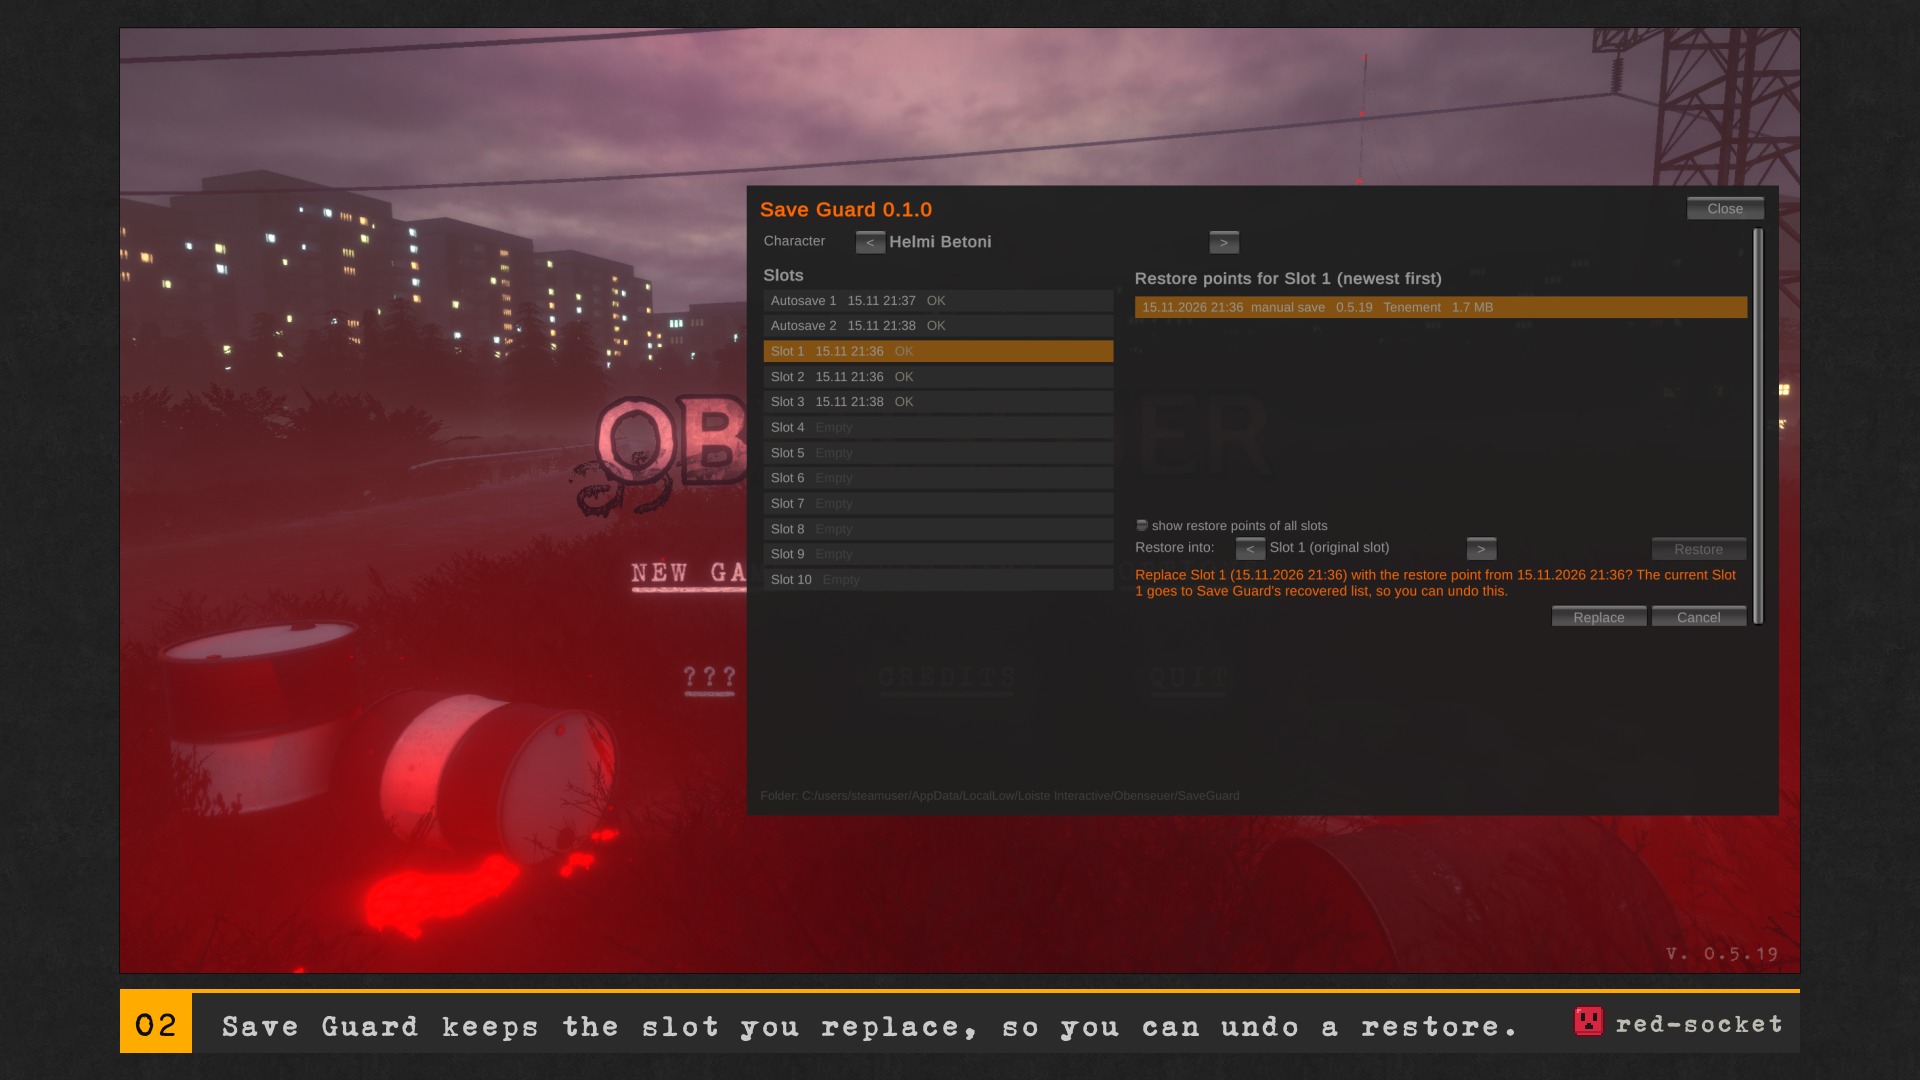 Save Guard 0.1.0
Close
Character < Helmi Betoni >
Slots
Autosave 1 15.11 21:37 OK
Autosave 2 15.11 21:38 OK
Slot 1 15.11 21:36 OK
Slot 2 15.11 21:36 OK
Slot 3 15.11 21:38 OK
Slot 4 Empty
Slot 5 Empty
Slot 6 Empty
Slot 7 Empty
Slot 8 Empty
Slot 9 Empty
Slot 10 Empty
Restore points for Slot 1 (newest first)
15.11.2026 21:36 manual save 0.5.19 Tenement 1.7 MB
show restore points of all slots
Restore into: < Slot 1 (original slot) > Restore
Replace Slot 1 (15.11.2026 21:36) with the restore point from 15.11.2026 21:36? The current Slot
1 goes to Save Guard's recovered list, so you can undo this.
Replace Cancel
Folder: C:/users/steamuser/AppData/LocalLow/Loiste Interactive/Obenseuer/SaveGuard
OB UER
NEW GA
??? CREDITS QUIT
V. 0.5.19
02 Save Guard keeps the slot you replace, so you can undo a restore.
red-socket